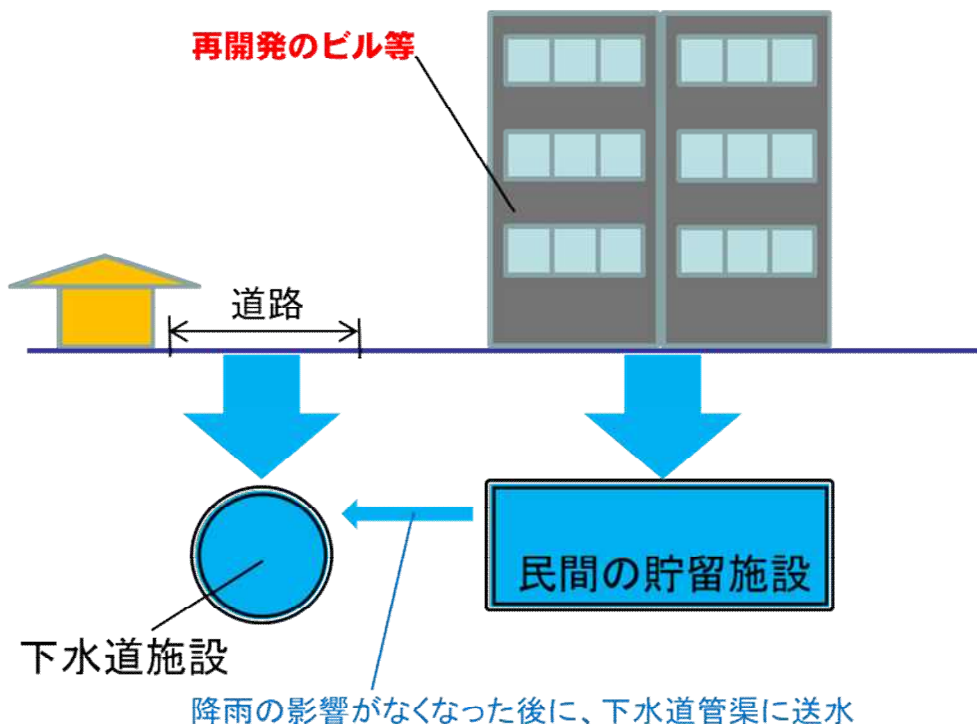 再開発のビル等
道路
民間の貯留施設
下水道施設
降雨の影響がなくなった後に、下水道管渠に送水